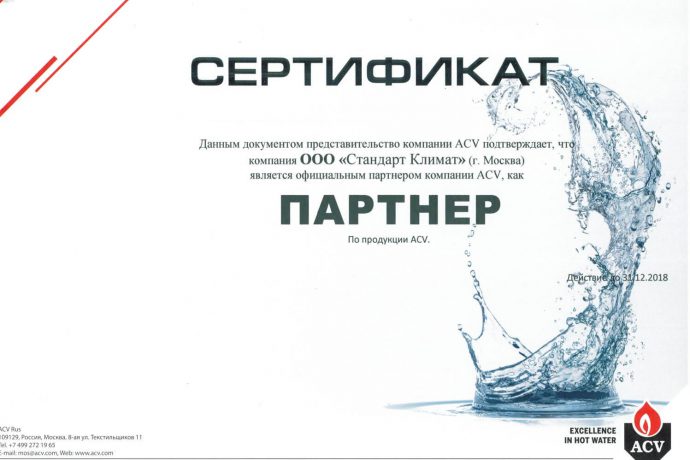 СЕРТИФИКАТ
Данным документом представительство компании ACV подтверждает, что
компания ООО «Стандарт Климат» (г. Москва)
является официальным партнером компании ACV, как
ПАРТНЕР
По продукции ACV.
Действие до 31.12.2018
ACV Rus
109129, Россия, Москва, 8-ая ул. Текстильщиков 11
Tel. +7 499 272 19 65
E-mail: mos@acv.com, Web: www.acv.com
EXCELLENCE
IN HOT WATER
ACV